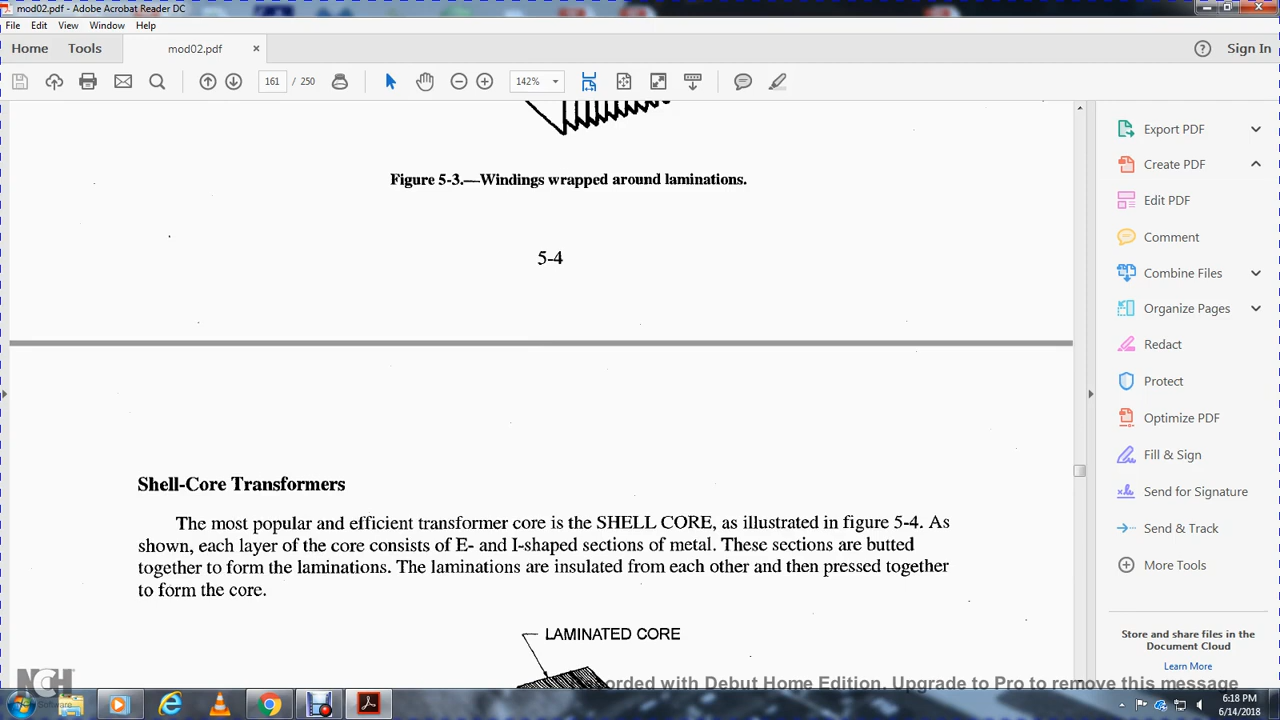 mod02.pdf - Adobe Acrobat Reader DC
File Edit View Window Help
Home Tools mod02.pdf × ? Sign In
161 / 250 142%
Figure 5-3.—Windings wrapped around laminations.
5-4
Shell-Core Transformers
The most popular and efficient transformer core is the SHELL CORE, as illustrated in figure 5-4. As
shown, each layer of the core consists of E- and I-shaped sections of metal. These sections are butted
together to form the laminations. The laminations are insulated from each other and then pressed together
to form the core.
LAMINATED CORE
Export PDF
Create PDF
Edit PDF
Comment
Combine Files
Organize Pages
Redact
Protect
Optimize PDF
Fill & Sign
Send for Signature
Send & Track
More Tools
Store and share files in the
Document Cloud
Learn More
NCH
Software
orded with Debut Home Edition. Upgrade to Pro to remove this message
6:18 PM
6/14/2018